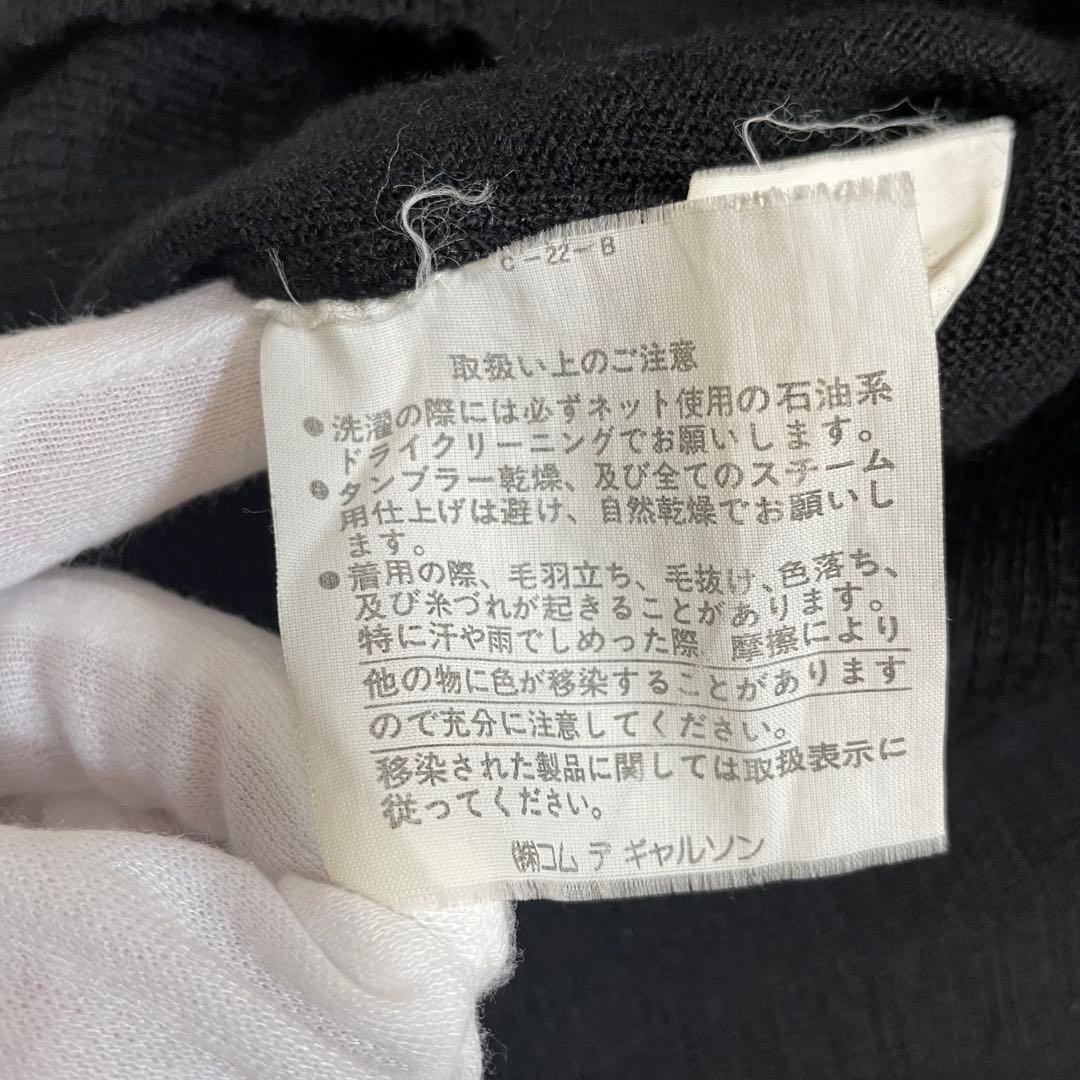 C-22-B
取扱い上のご注意
●洗濯の際には必ずネット使用の石油系
ドライクリーニングでお願いします。
●タンブラー乾燥、及び全てのスチーム
用仕上げは避け、自然乾燥でお願いし
ます。
●着用の際、毛羽立ち、毛抜け、色落ち、
及び糸づれが起きることがあります。
特に汗や雨でしめった際、摩擦により
他の物に色が移染することがあります
ので充分に注意してください。
移染された製品に関しては取扱表示に
従ってください。
㈱コム デ ギャルソン